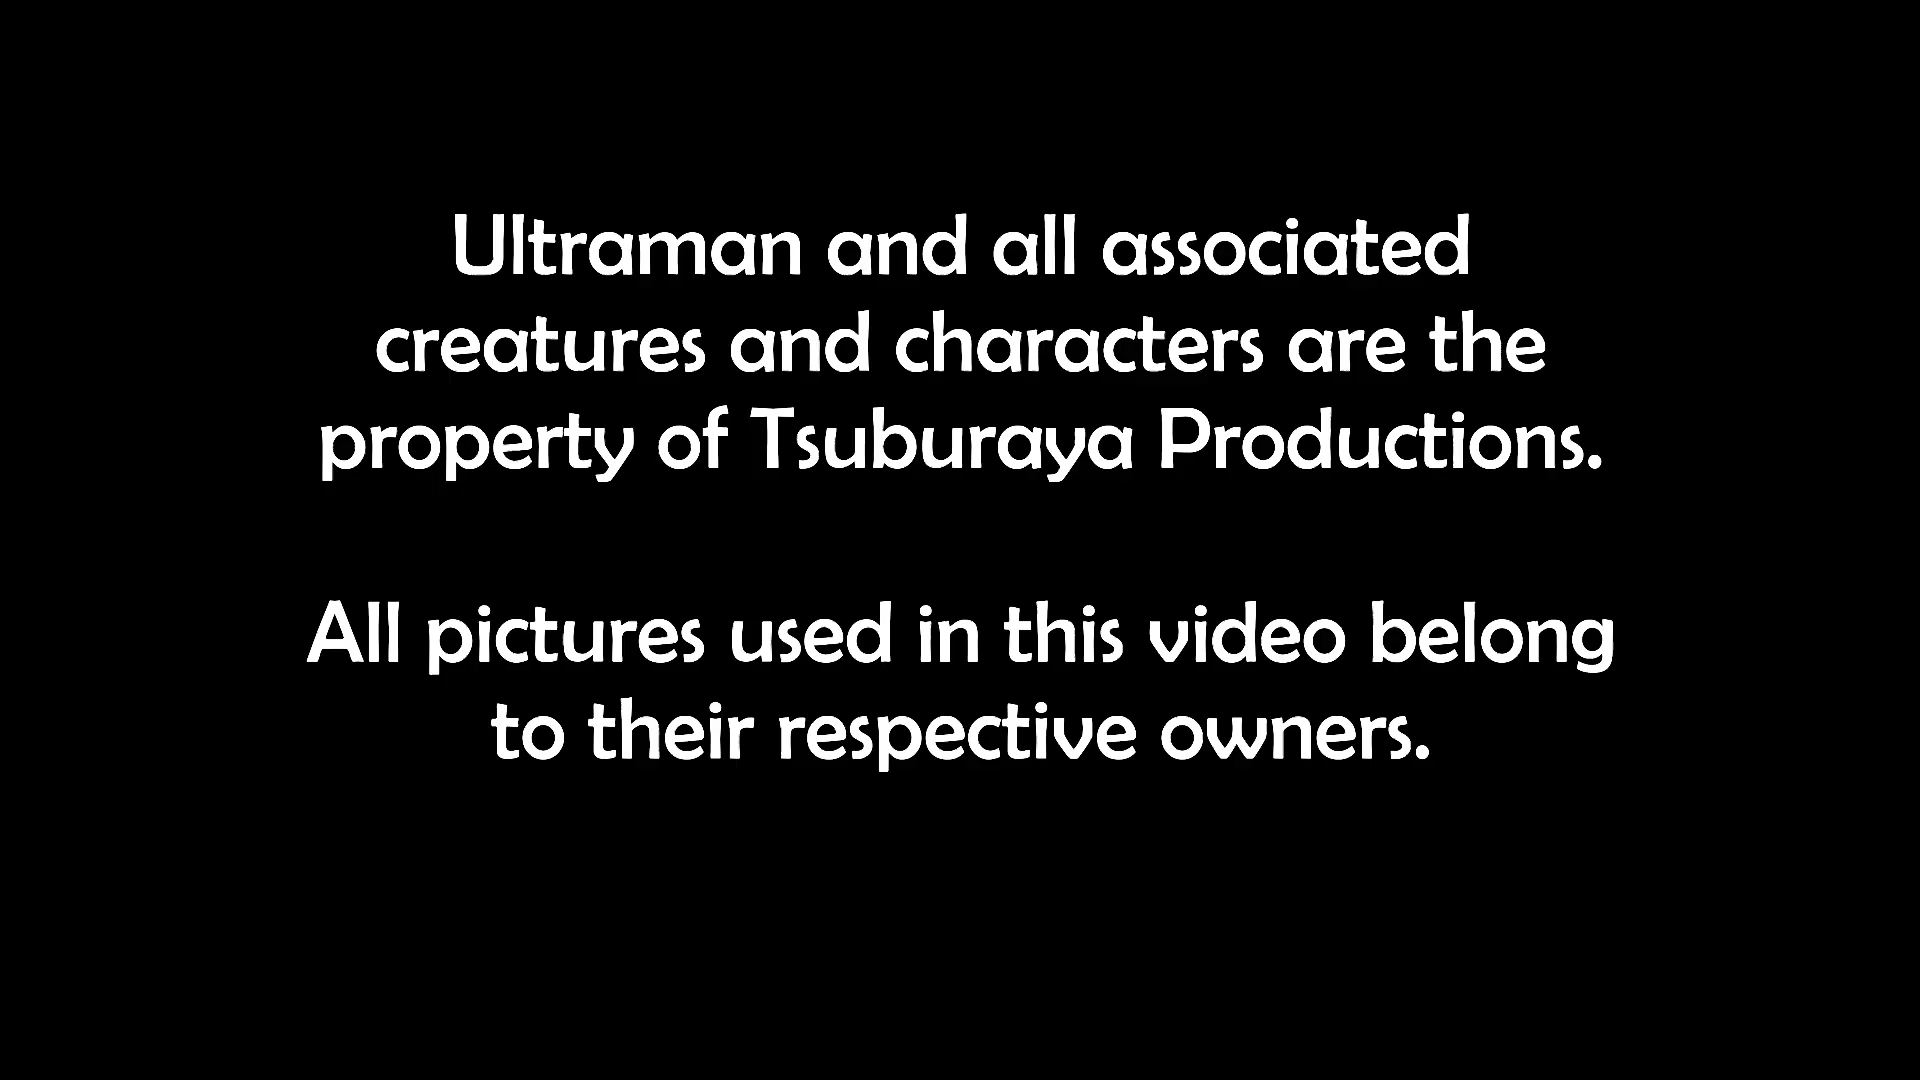 Ultraman and all associated
creatures and characters are the
property of Tsuburaya Productions.
All pictures used in this video belong
to their respective owners.